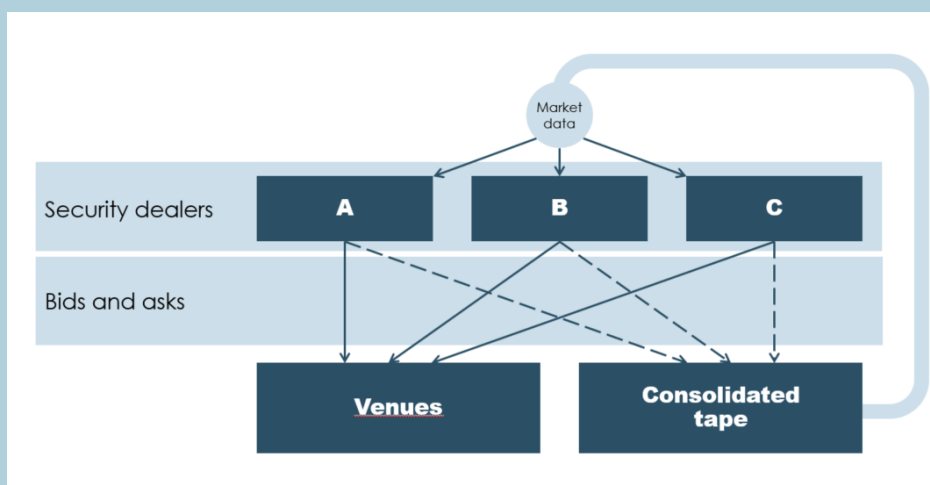 Market
data
Security dealers
A
B
C
Bids and asks
Venues
Consolidated
tape